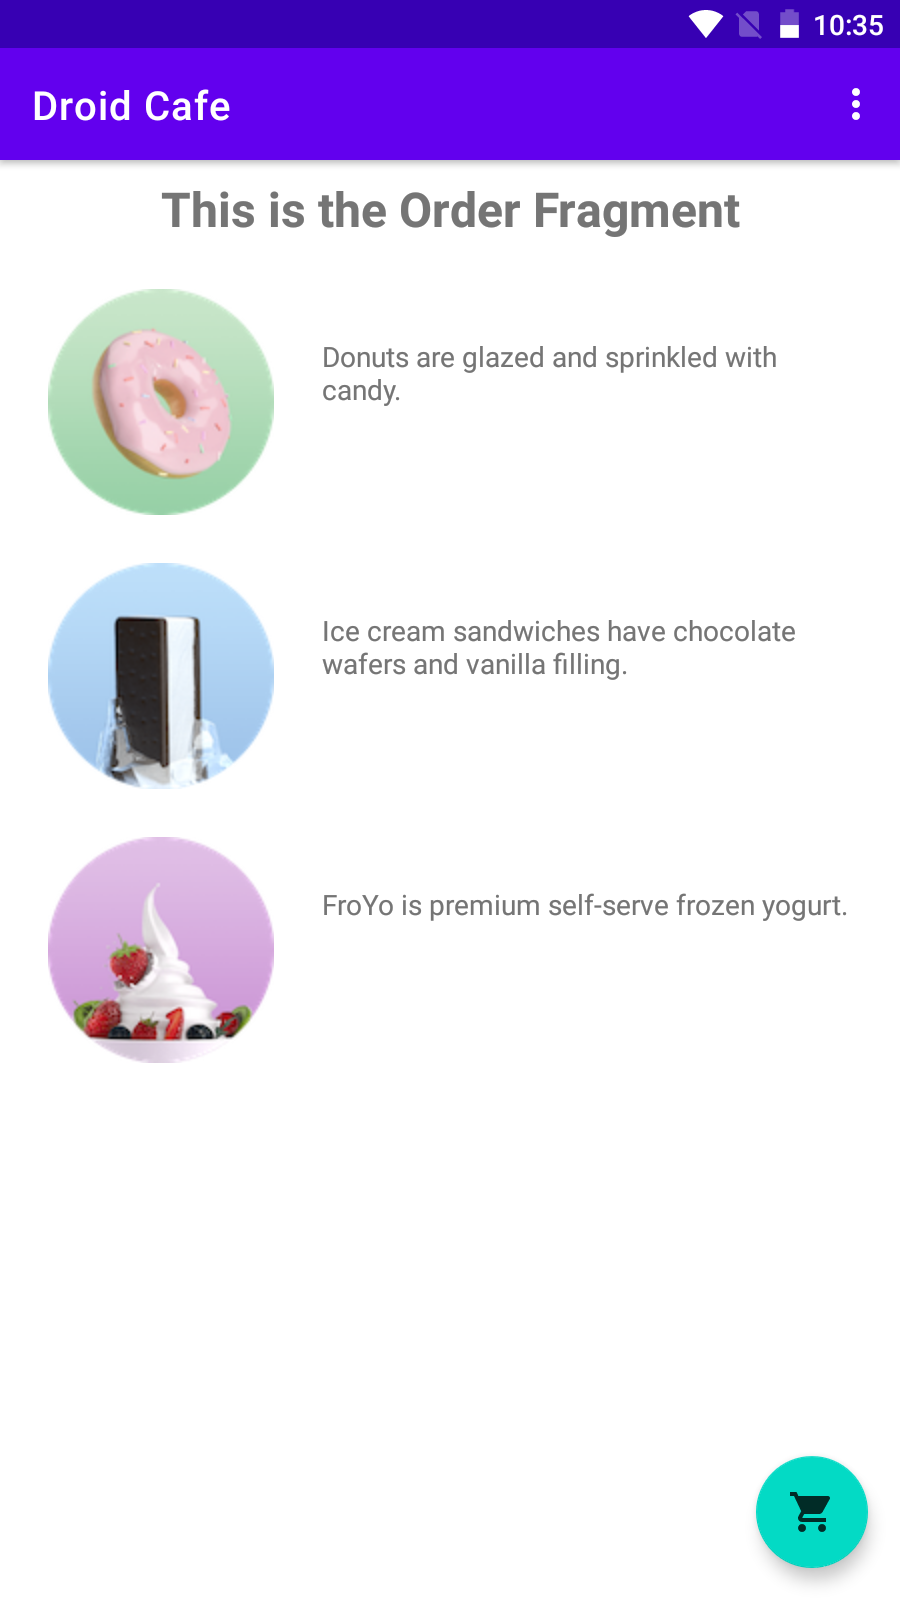 10:35
Droid Cafe
This is the Order Fragment
Donuts are glazed and sprinkled with
candy.
Ice cream sandwiches have chocolate
wafers and vanilla filling.
FroYo is premium self-serve frozen yogurt.